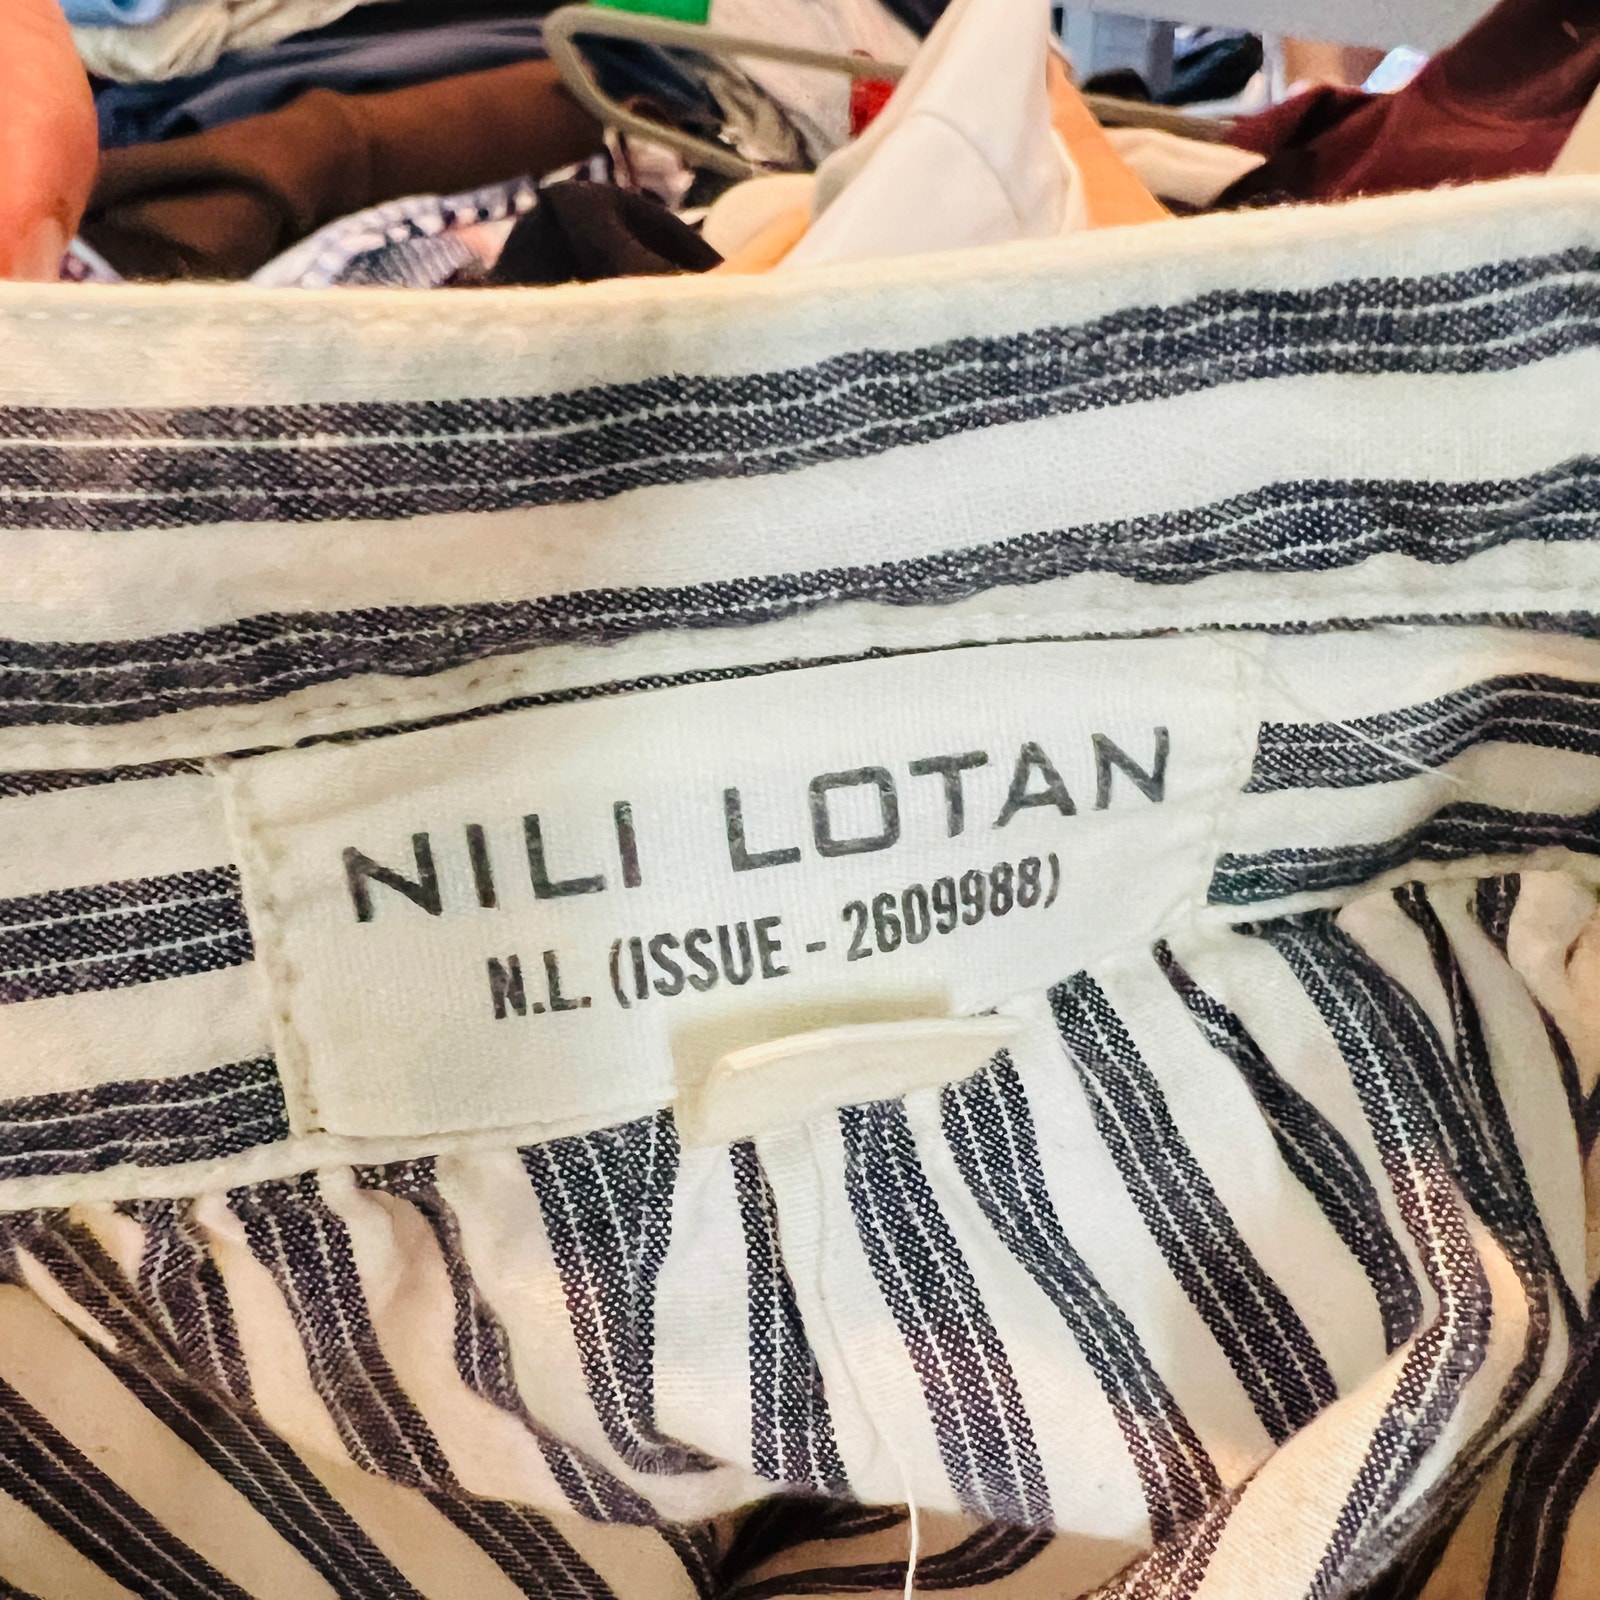 NILI LOTAN
N.L. (ISSUE - 2609988)